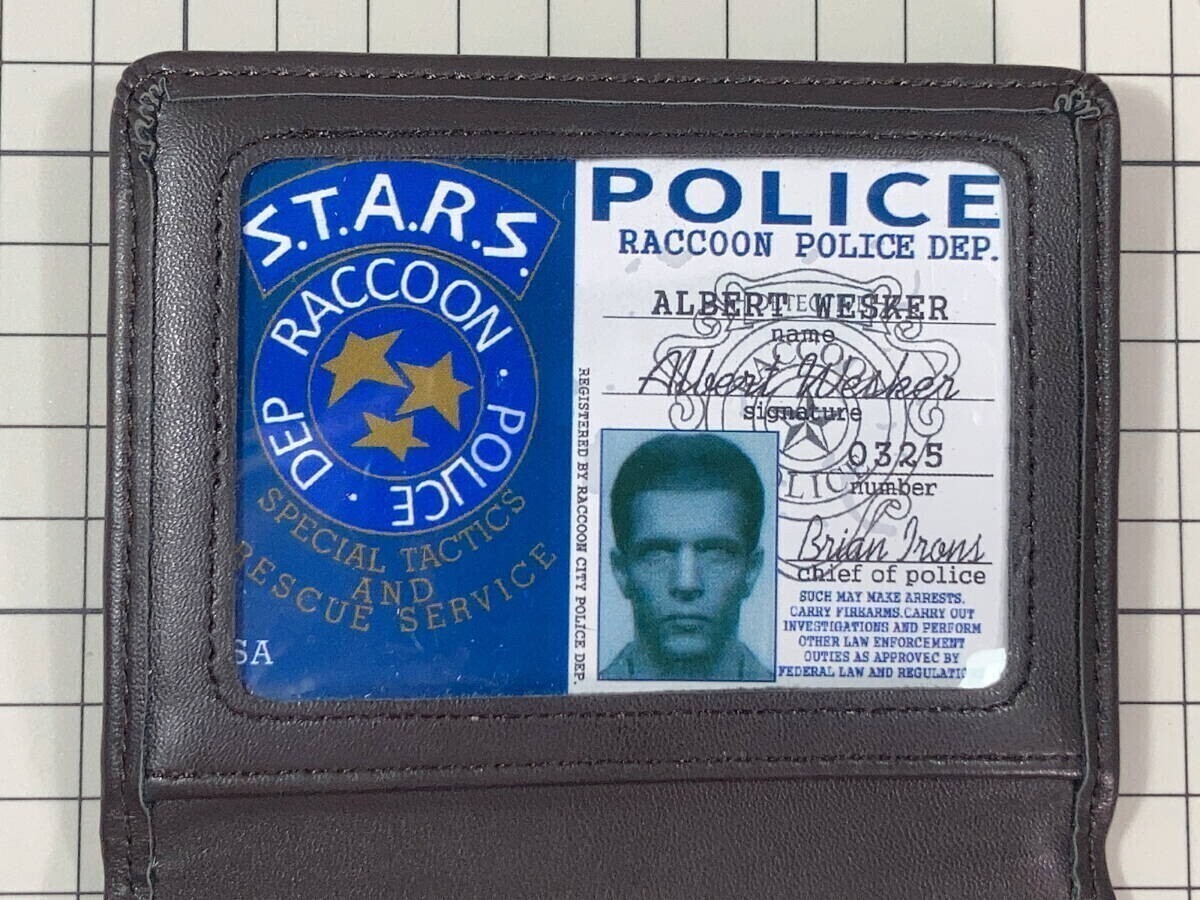 S.T.A.R.S.
RACCOON · POLICE · DEP
SPECIAL TACTICS
AND
RESCUE SERVICE
SA
REGISTERED BY RACCOON CITY POLICE DEP.
POLICE
RACCOON POLICE DEP.
ALBERT WESKER
name
Albert Wesker
signature
0325
number
Brian Irons
chief of police
SUCH MAY MAKE ARRESTS.
CARRY FIRKARMS.CARRY OUT
INVESTIGATIONS AND PERFORM
OTHER LAW ENFORCEMENT
OUTIES AS APPROVEC BY
FEDERAL LAW AND REGULATIO